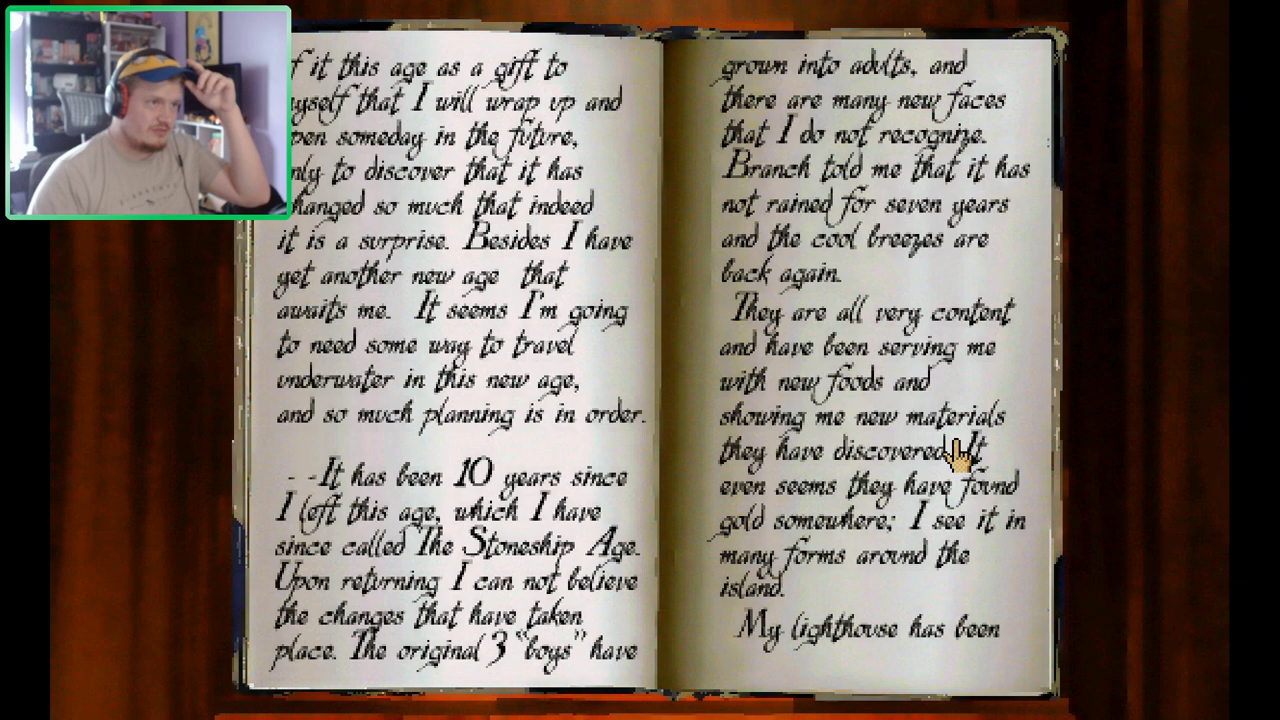 f it this age as a gift to
yself that I will wrap up and
pen someday in the future,
nly to discover that it has
hanged so much that indeed
it is a surprise. Besides I have
yet another new age that
awaits me. It seems I'm going
to need some way to travel
underwater in this new age,
and so much planning is in order.
- -It has been 10 years since
I left this age, which I have
since called The Stoneship Age.
Upon returning I can not believe
the changes that have taken
place. The original 3 "boys" have
grown into adults, and
there are many new faces
that I do not recognize.
Branch told me that it has
not rained for seven years
and the cool breezes are
back again.
They are all very content
and have been serving me
with new foods and
showing me new materials
they have discovered. It
even seems they have found
gold somewhere; I see it in
many forms around the
island.
My lighthouse has been